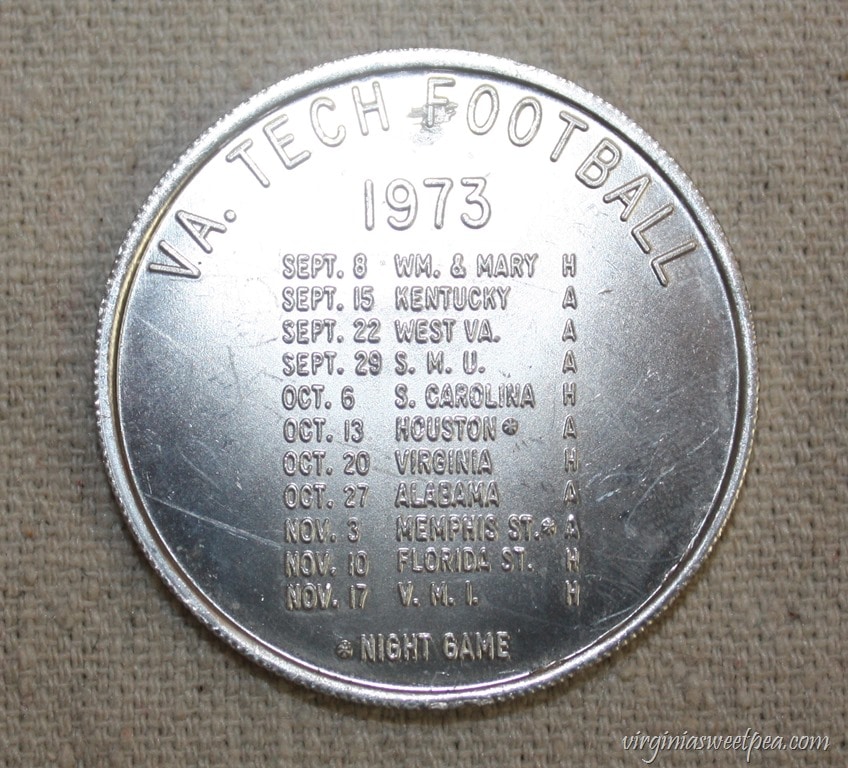 VA. TECH FOOTBALL
1973
SEPT. 8 WM. & MARY H
SEPT. 15 KENTUCKY A
SEPT. 22 WEST VA. A
SEPT. 29 S. M. U. A
OCT. 6 S. CAROLINA H
OCT. 13 HOUSTON * A
OCT. 20 VIRGINIA H
OCT. 27 ALABAMA A
NOV. 3 MEMPHIS ST. * A
NOV. 10 FLORIDA ST. H
NOV. 17 V. M. I. H
* NIGHT GAME
virginiasweetpea.com